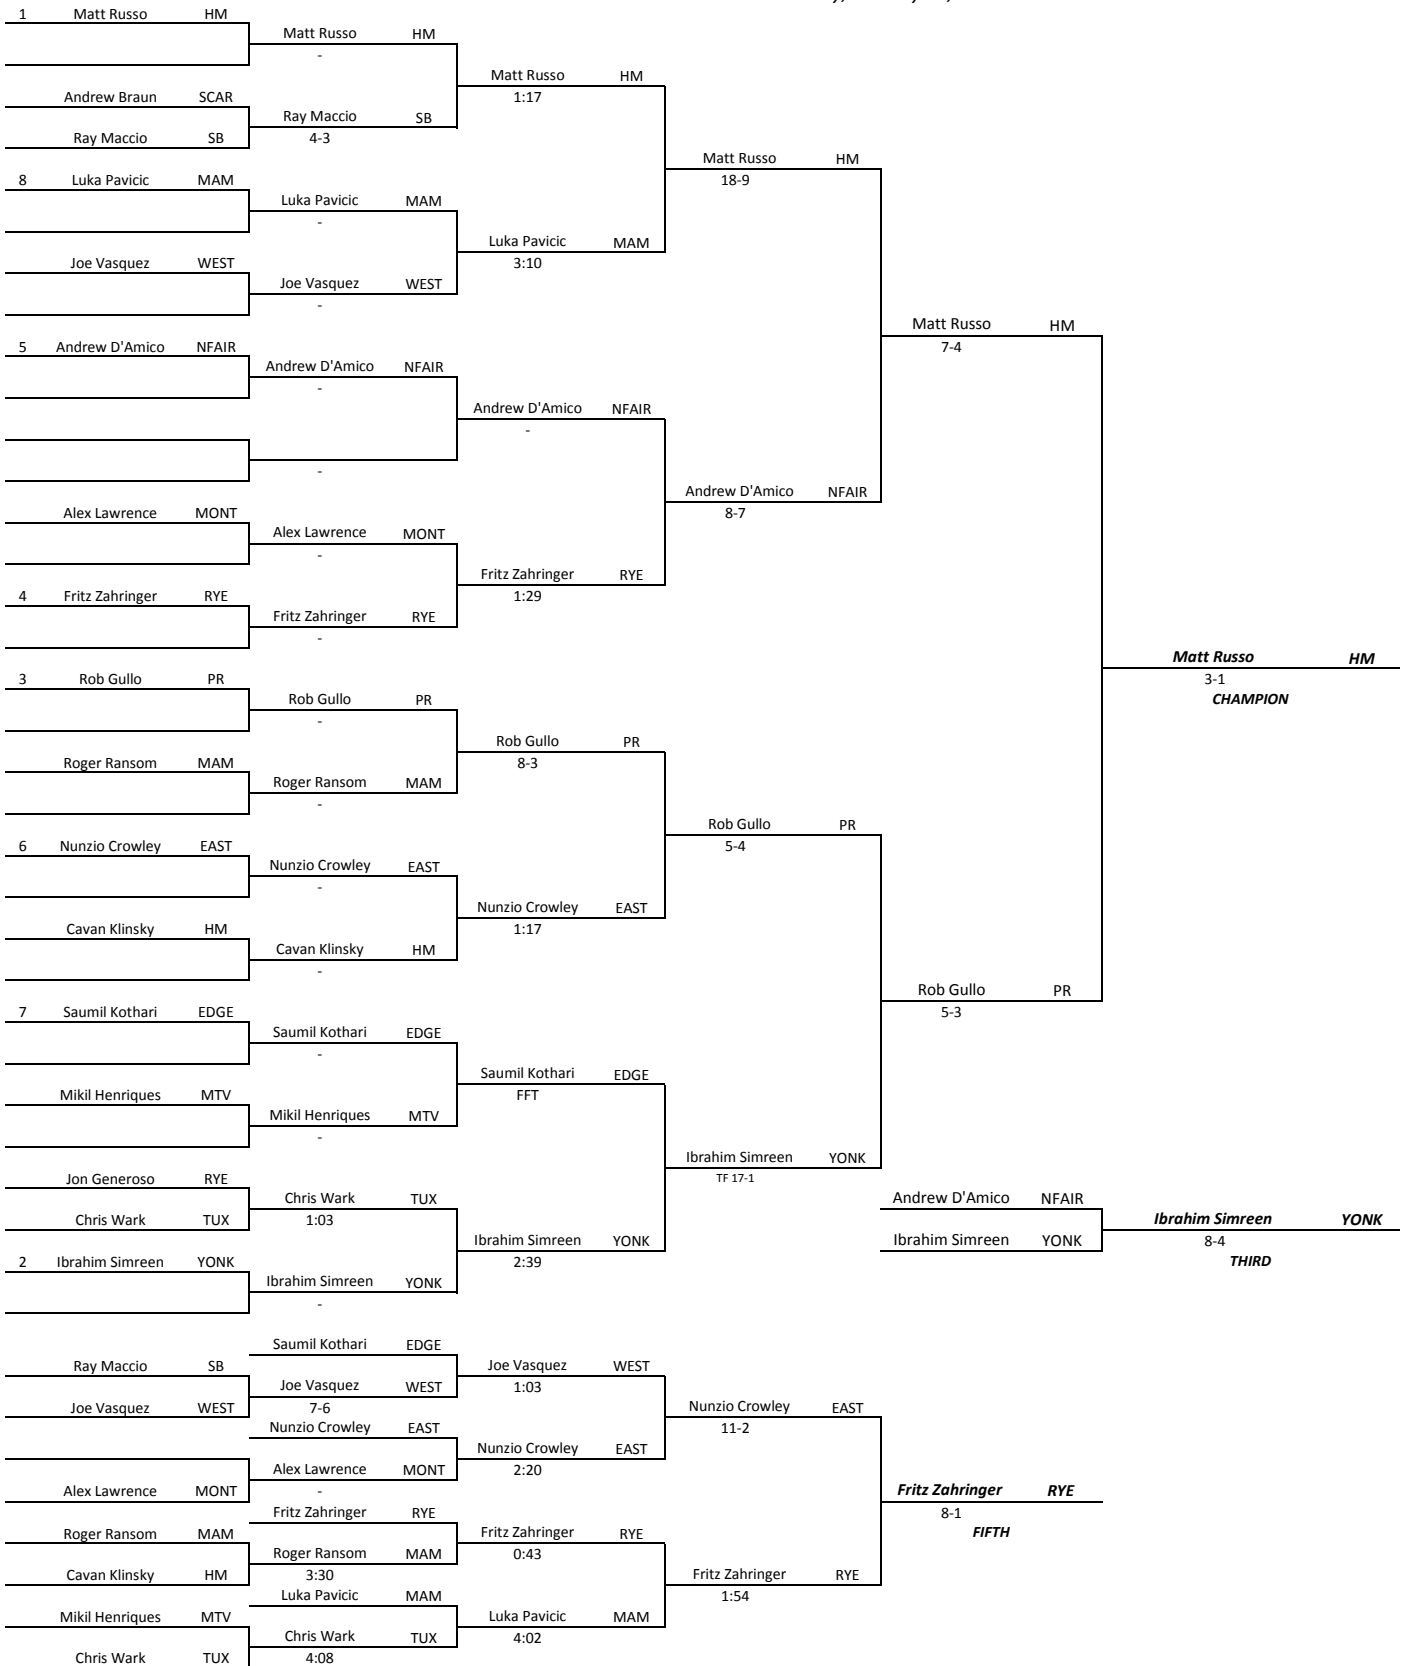 1 Matt Russo HM
Matt Russo HM
-
Matt Russo HM
1:17
Andrew Braun SCAR
Ray Maccio SB
4-3
Ray Maccio SB
Matt Russo HM
18-9
8 Luka Pavicic MAM
Luka Pavicic MAM
-
Luka Pavicic MAM
3:10
Joe Vasquez WEST
Joe Vasquez WEST
-
Matt Russo HM
7-4
5 Andrew D'Amico NFAIR
Andrew D'Amico NFAIR
-
Andrew D'Amico NFAIR
-
-
Andrew D'Amico NFAIR
8-7
Alex Lawrence MONT
Alex Lawrence MONT
-
Fritz Zahringer RYE
1:29
4 Fritz Zahringer RYE
Fritz Zahringer RYE
-
Matt Russo HM
3-1
CHAMPION
3 Rob Gullo PR
Rob Gullo PR
-
Rob Gullo PR
8-3
Roger Ransom MAM
Roger Ransom MAM
-
Rob Gullo PR
5-4
6 Nunzio Crowley EAST
Nunzio Crowley EAST
-
Nunzio Crowley EAST
1:17
Cavan Klinsky HM
Cavan Klinsky HM
-
Rob Gullo PR
5-3
7 Saumil Kothari EDGE
Saumil Kothari EDGE
-
Saumil Kothari EDGE
FFT
Mikil Henriques MTV
Mikil Henriques MTV
-
Ibrahim Simreen YONK
TF 17-1
Jon Generoso RYE
Chris Wark TUX
1:03
Chris Wark TUX
Ibrahim Simreen YONK
2:39
2 Ibrahim Simreen YONK
Ibrahim Simreen YONK
-
Andrew D'Amico NFAIR
Ibrahim Simreen YONK
8-4
THIRD
Ibrahim Simreen YONK
Saumil Kothari EDGE
Ray Maccio SB
Joe Vasquez WEST
1:03
Joe Vasquez WEST
7-6
Joe Vasquez WEST
Nunzio Crowley EAST
11-2
Nunzio Crowley EAST
Nunzio Crowley EAST
2:20
Alex Lawrence MONT
-
Alex Lawrence MONT
Fritz Zahringer RYE
8-1
FIFTH
Fritz Zahringer RYE
Roger Ransom MAM
Fritz Zahringer RYE
0:43
Roger Ransom MAM
3:30
Cavan Klinsky HM
Fritz Zahringer RYE
1:54
Luka Pavicic MAM
Mikil Henriques MTV
Luka Pavicic MAM
4:02
Chris Wark TUX
4:08
Chris Wark TUX